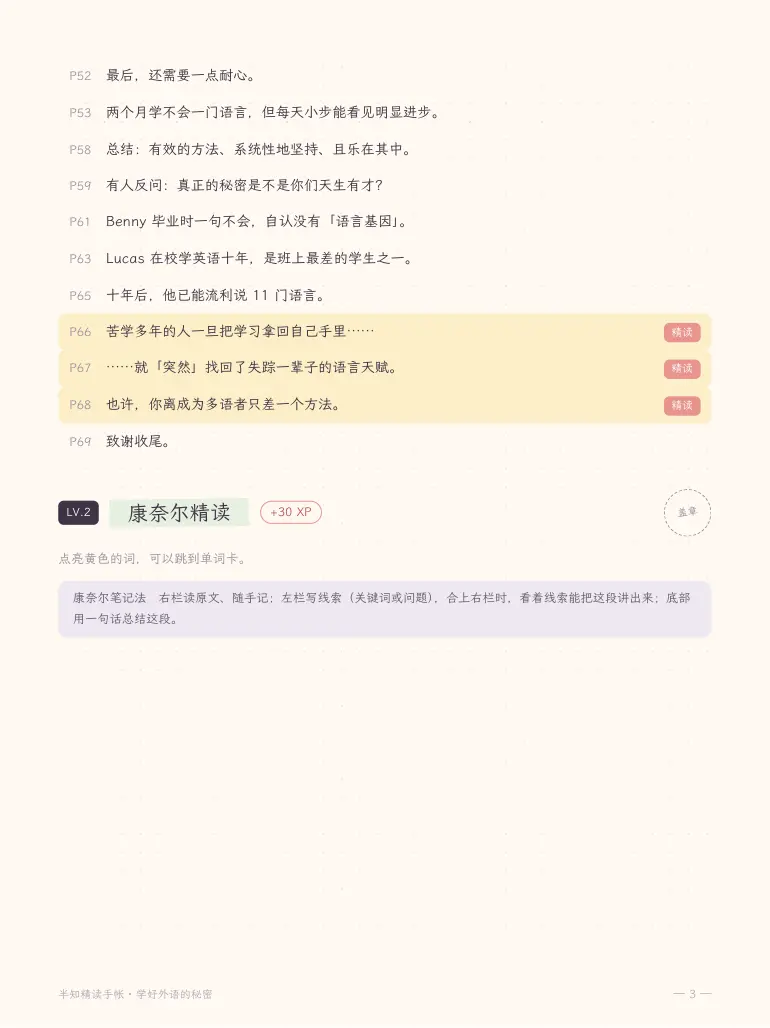 P52 最后，还需要一点耐心。
P53 两个月学不会一门语言，但每天小步能看见明显进步。
P58 总结：有效的方法、系统性地坚持、且乐在其中。
P59 有人反问：真正的秘密是不是你们天生有才？
P61 Benny 毕业时一句不会，自认没有「语言基因」。
P63 Lucas 在校学英语十年，是班上最差的学生之一。
P65 十年后，他已能流利说 11 门语言。
P66 苦学多年的人一旦把学习拿回自己手里…… 精读
P67 ……就「突然」找回了失踪一辈子的语言天赋。 精读
P68 也许，你离成为多语者只差一个方法。 精读
P69 致谢收尾。
LV.2 康奈尔精读 +30 XP 盖章
点亮黄色的词，可以跳到单词卡。
康奈尔笔记法 右栏读原文、随手记；左栏写线索（关键词或问题），合上右栏时，看着线索能把这段讲出来；底部
用一句话总结这段。
半知精读手帐·学好外语的秘密 — 3 —